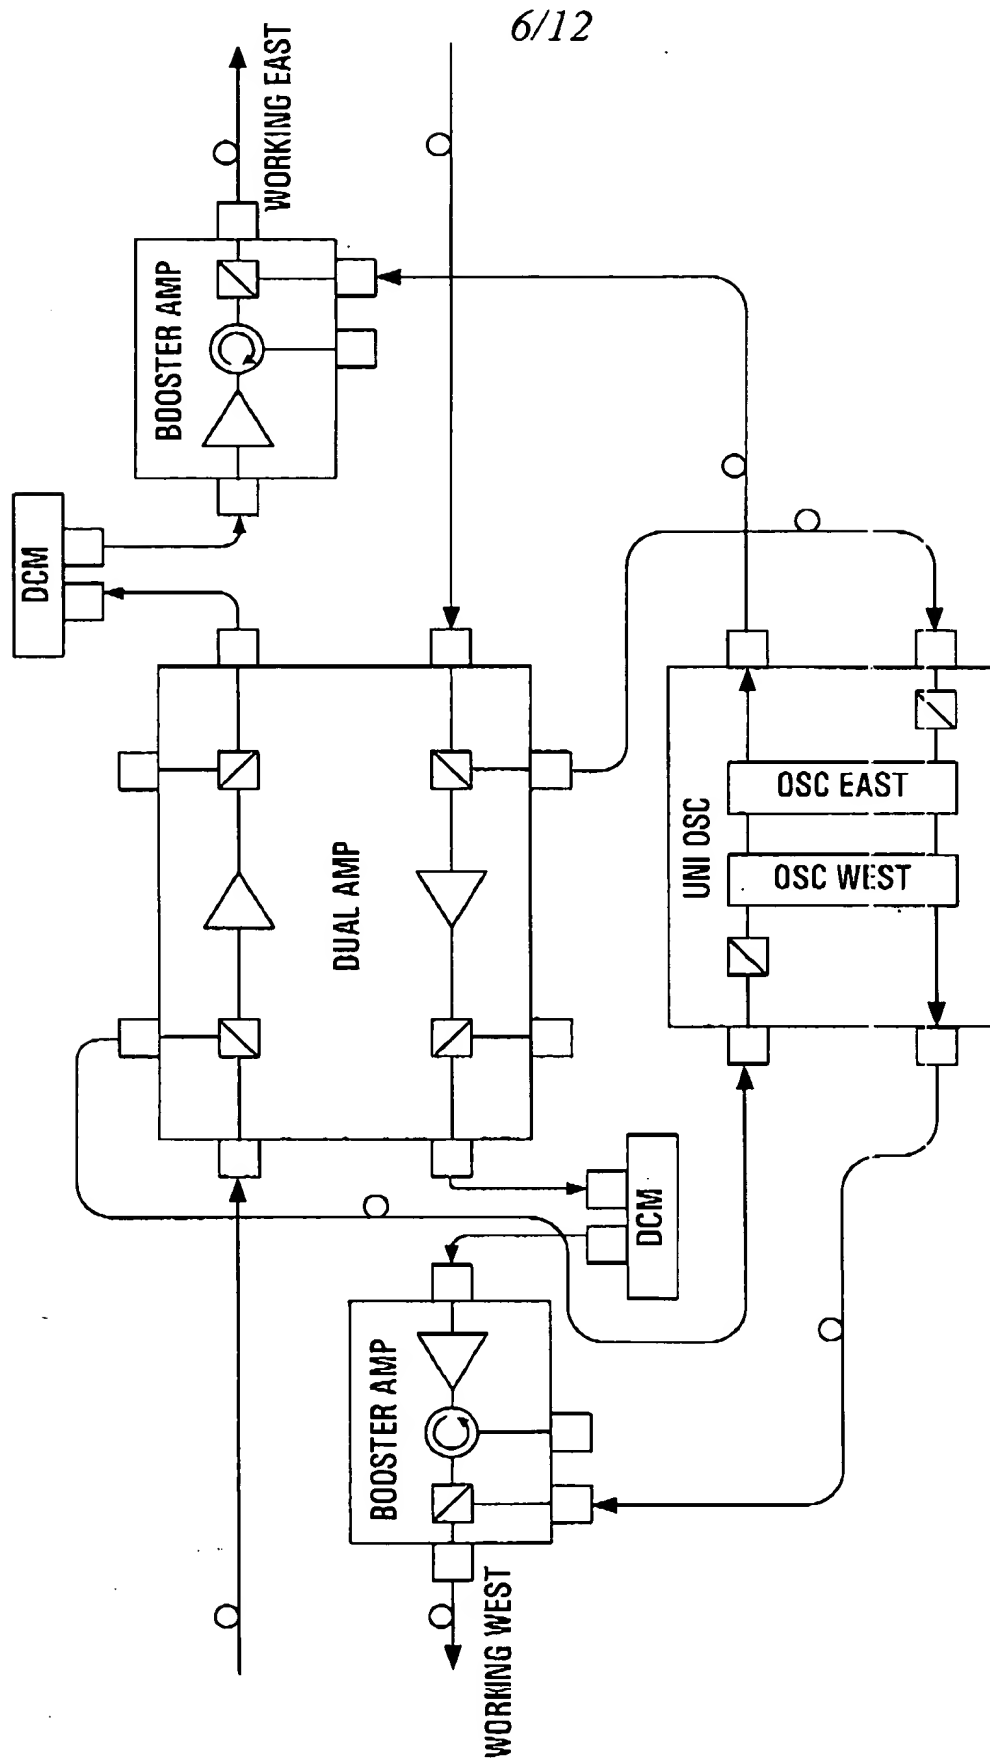 6/12
WORKING EAST
BOOSTER AMP
DCM
DUAL AMP
UNI OSC
OSC EAST
OSC WEST
DCM
BOOSTER AMP
WORKING WEST